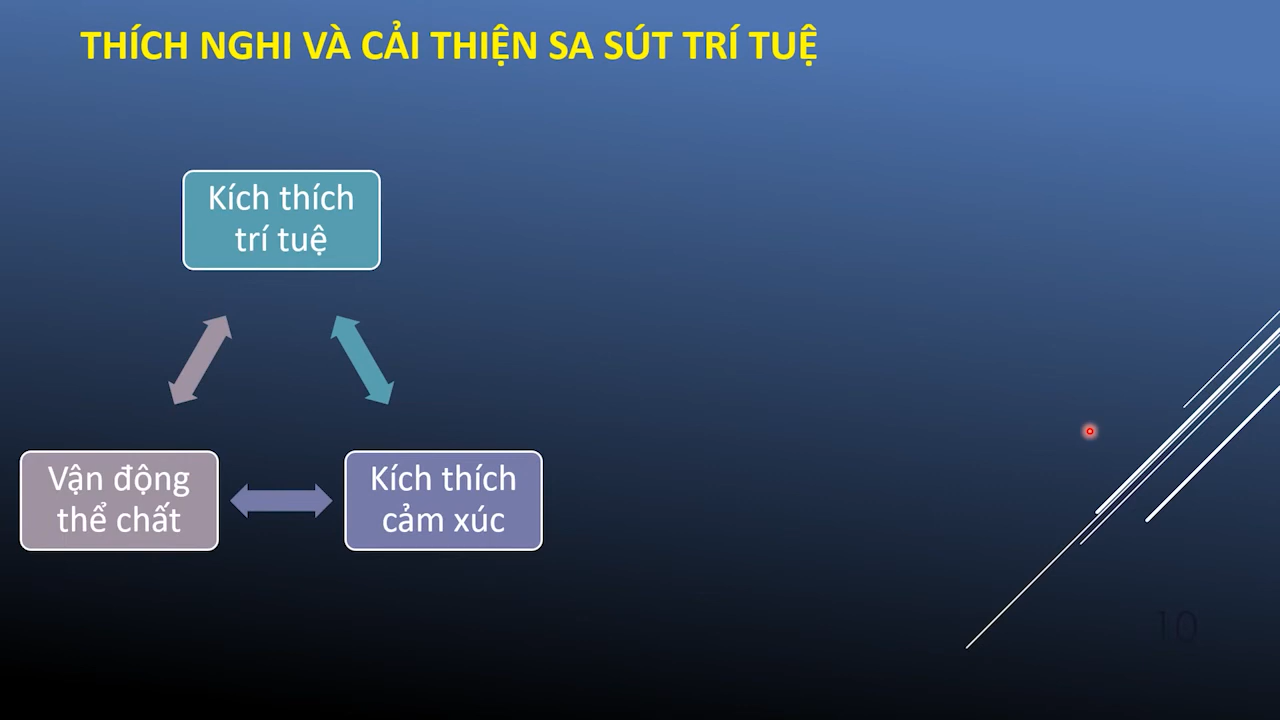 THÍCH NGHI VÀ CẢI THIỆN SA SÚT TRÍ TUỆ
Kích thích
trí tuệ
Vận động
thể chất
Kích thích
cảm xúc
10